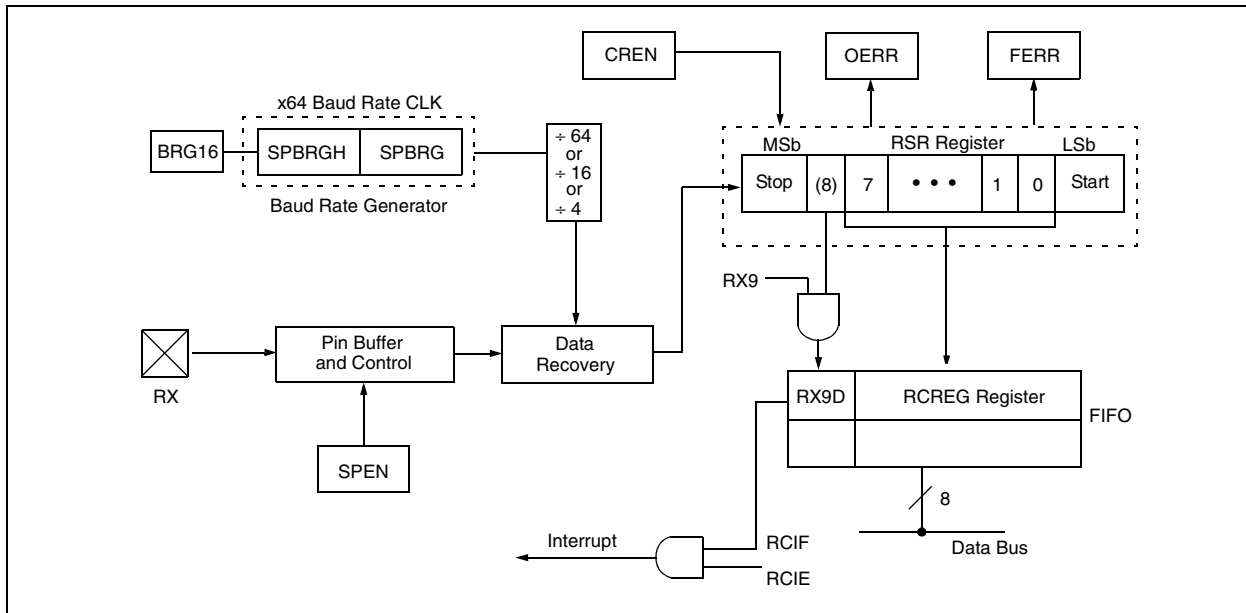 CREN
OERR
FERR
x64 Baud Rate CLK
BRG16
SPBRGH
SPBRG
Baud Rate Generator
÷ 64
or
÷ 16
or
÷ 4
MSb
RSR Register
LSb
Stop
(8)
7
• • •
1
0
Start
RX9
RX
Pin Buffer
and Control
Data
Recovery
SPEN
RX9D
RCREG Register
FIFO
8
Data Bus
Interrupt
RCIF
RCIE